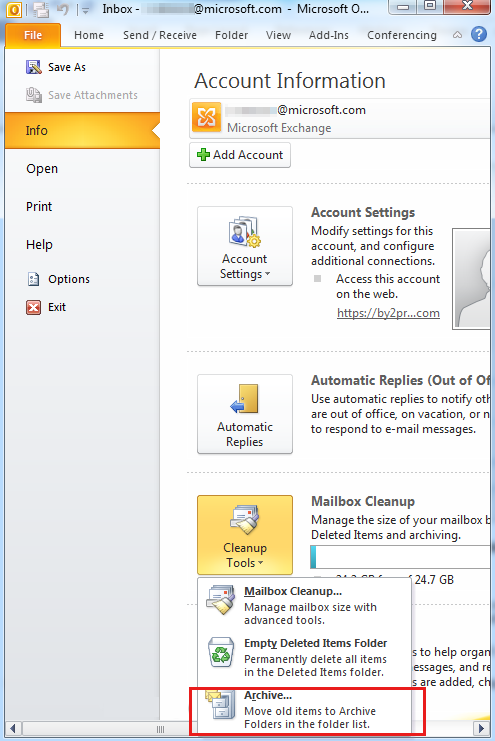 Inbox - @microsoft.com - Microsoft O...
File Home Send / Receive Folder View Add-Ins Conferencing
Save As
Save Attachments
Info
Open
Print
Help
Options
Exit
Account Information
@microsoft.com
Microsoft Exchange
Add Account
Account
Settings
Account Settings
Modify settings for this
account, and configure
additional connections.
Access this account
on the web.
https://by2pr...com
Automatic
Replies
Automatic Replies (Out of Of
Use automatic replies to notify oth
are out of office, on vacation, or n
to respond to e-mail messages.
Cleanup
Tools
Mailbox Cleanup
Manage the size of your mailbox b
Deleted Items and archiving.
of 24.7 GB
Mailbox Cleanup...
Manage mailbox size with
advanced tools.
Empty Deleted Items Folder
Permanently delete all items
in the Deleted Items folder.
Archive...
Move old items to Archive
Folders in the folder list.
s to help organ
essages, and re
are added, ch